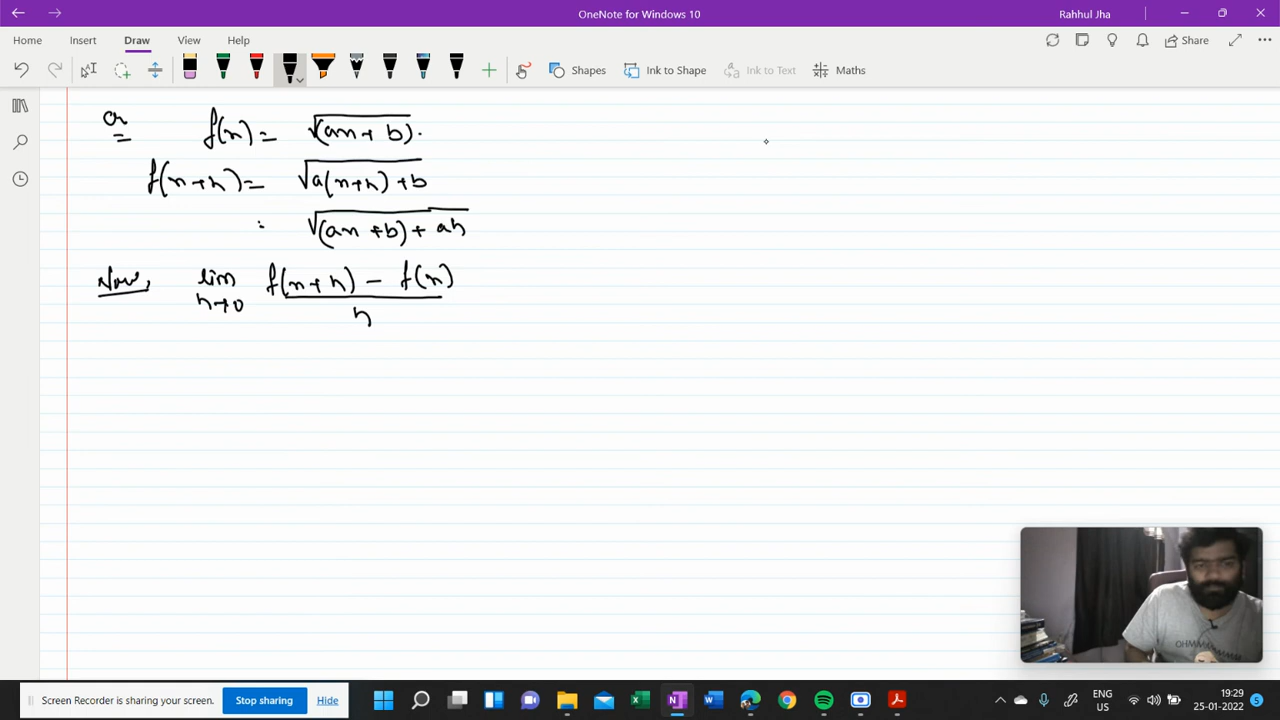 OneNote for Windows 10
Rahhul Jha
Home Insert Draw View Help
Share
Shapes Ink to Shape Ink to Text Maths
Q f(x) = √(ax + b).
f(x+h) = √a(x+h) + b
= √(ax + b) + ah
Now, lim h→0 f(x+h) - f(x)
h
OHMMM
Screen Recorder is sharing your screen. Stop sharing Hide
ENG US
19:29
25-01-2022
5